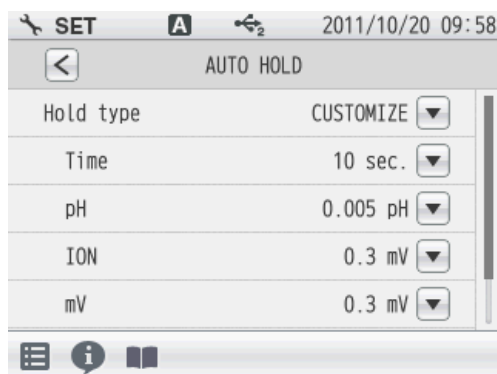 SET A 2 2011/10/20 09:58
AUTO HOLD
Hold type CUSTOMIZE
Time 10 sec.
pH 0.005 pH
ION 0.3 mV
mV 0.3 mV